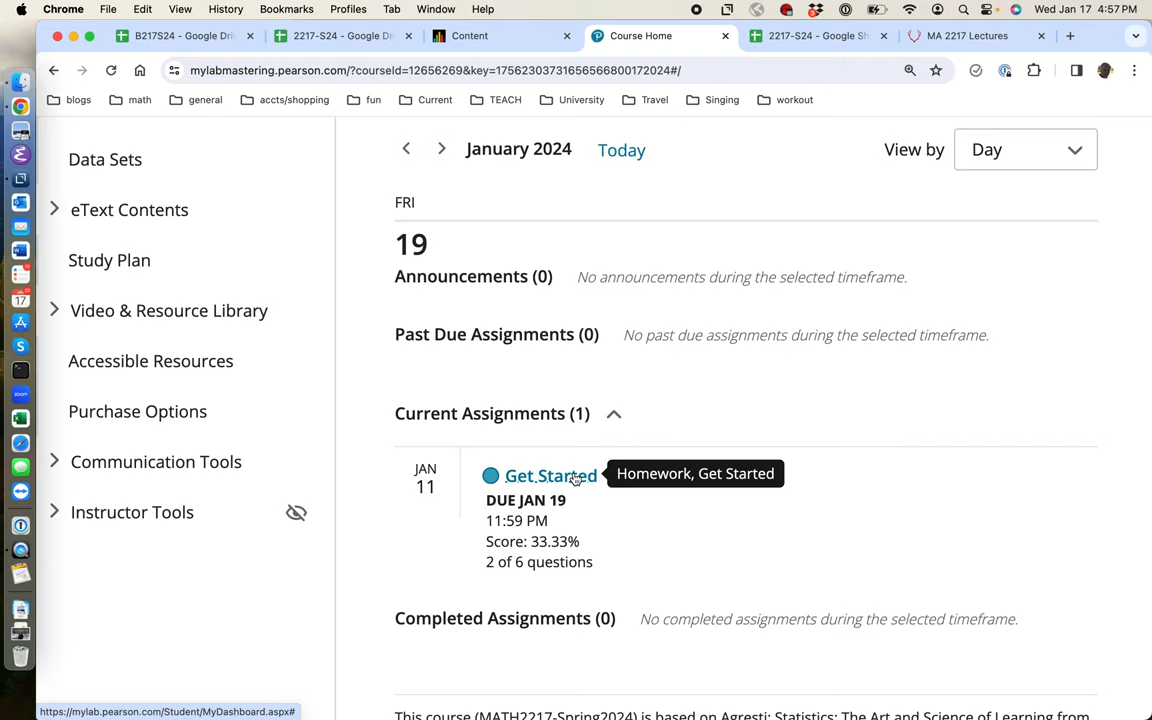 Chrome File Edit View History Bookmarks Profiles Tab Window Help Wed Jan 17 4:57 PM
B217S24 - Google Driv 2217-S24 - Google D Content Course Home 2217-S24 - Google Sh MA 2217 Lectures
mylabmastering.pearson.com/?courseId=12656269&key=17562303731656566800172024#/
blogs math general accts/shopping fun Current TEACH University Travel Singing workout
January 2024 Today View by Day
Data Sets
eText Contents
Study Plan
Video & Resource Library
Accessible Resources
Purchase Options
Communication Tools
Instructor Tools
FRI
19
Announcements (0) No announcements during the selected timeframe.
Past Due Assignments (0) No past due assignments during the selected timeframe.
Current Assignments (1)
JAN
11
Get Started
Homework, Get Started
DUE JAN 19
11:59 PM
Score: 33.33%
2 of 6 questions
Completed Assignments (0) No completed assignments during the selected timeframe.
This course (MATH2217-Spring2024) is based on Agresti: Statistics: The Art and Science of Learning from
https://mylab.pearson.com/Student/MyDashboard.aspx#